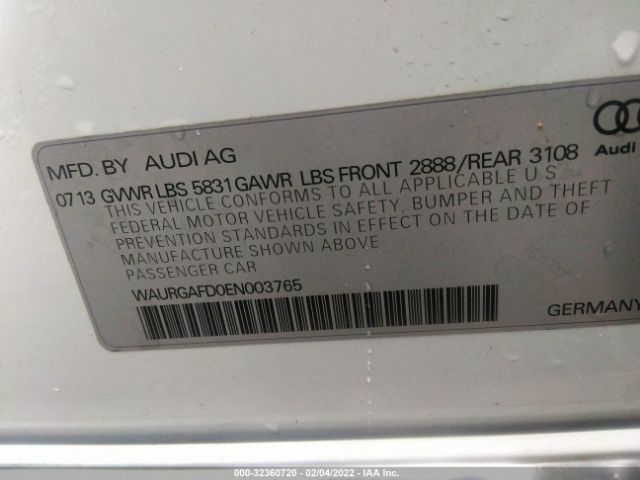 MFD. BY AUDI AG
Audi
07 13 GVWR LBS 5831 GAWR LBS FRONT 2888/REAR 3108
THIS VEHICLE CONFORMS TO ALL APPLICABLE U S
FEDERAL MOTOR VEHICLE SAFETY, BUMPER AND THEFT
PREVENTION STANDARDS IN EFFECT ON THE DATE OF
MANUFACTURE SHOWN ABOVE
PASSENGER CAR
WAURGAFD0EN003765
GERMANY
000-32360720 - 02/04/2022 - IAA Inc.